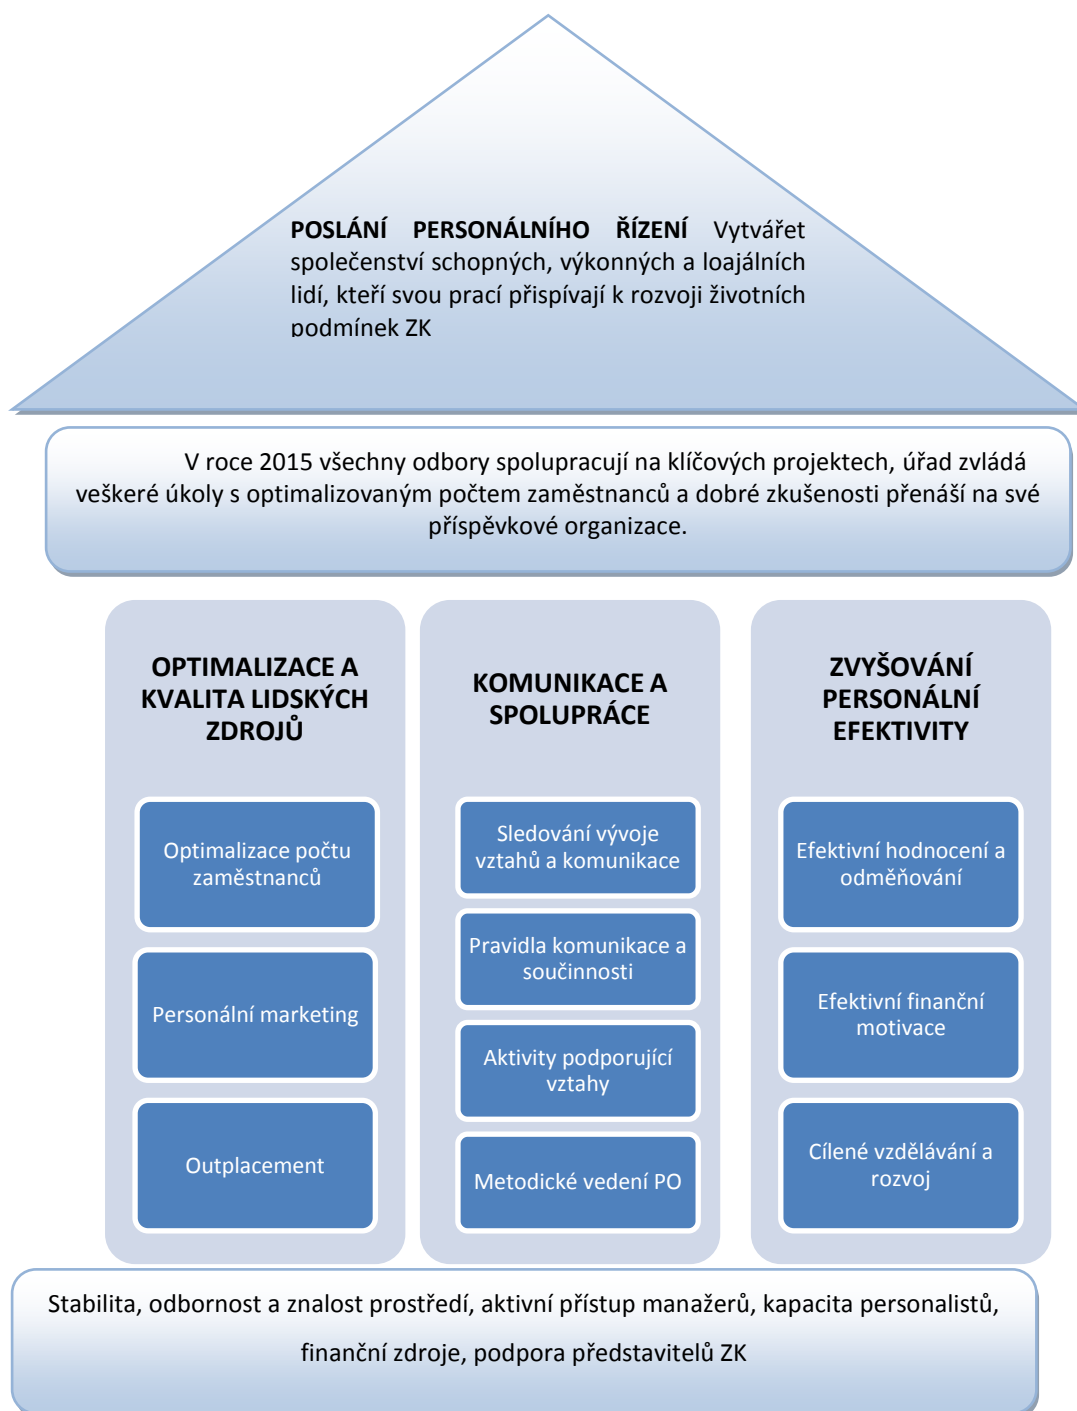 POSLÁNÍ PERSONÁLNÍHO ŘÍZENÍ Vytvářet
společenství schopných, výkonných a loajálních
lidí, kteří svou prací přispívají k rozvoji životních
podmínek ZK
V roce 2015 všechny odbory spolupracují na klíčových projektech, úřad zvládá
veškeré úkoly s optimalizovaným počtem zaměstnanců a dobré zkušenosti přenáší na své
příspěvkové organizace.
OPTIMALIZACE A
KVALITA LIDSKÝCH
ZDROJŮ
Optimalizace počtu
zaměstnanců
Personální marketing
Outplacement
KOMUNIKACE A
SPOLUPRÁCE
Sledování vývoje
vztahů a komunikace
Pravidla komunikace a
součinnosti
Aktivity podporující
vztahy
Metodické vedení PO
ZVYŠOVÁNÍ
PERSONÁLNÍ
EFEKTIVITY
Efektivní hodnocení a
odměňování
Efektivní finanční
motivace
Cílené vzdělávání a
rozvoj
Stabilita, odbornost a znalost prostředí, aktivní přístup manažerů, kapacita personalistů,
finanční zdroje, podpora představitelů ZK